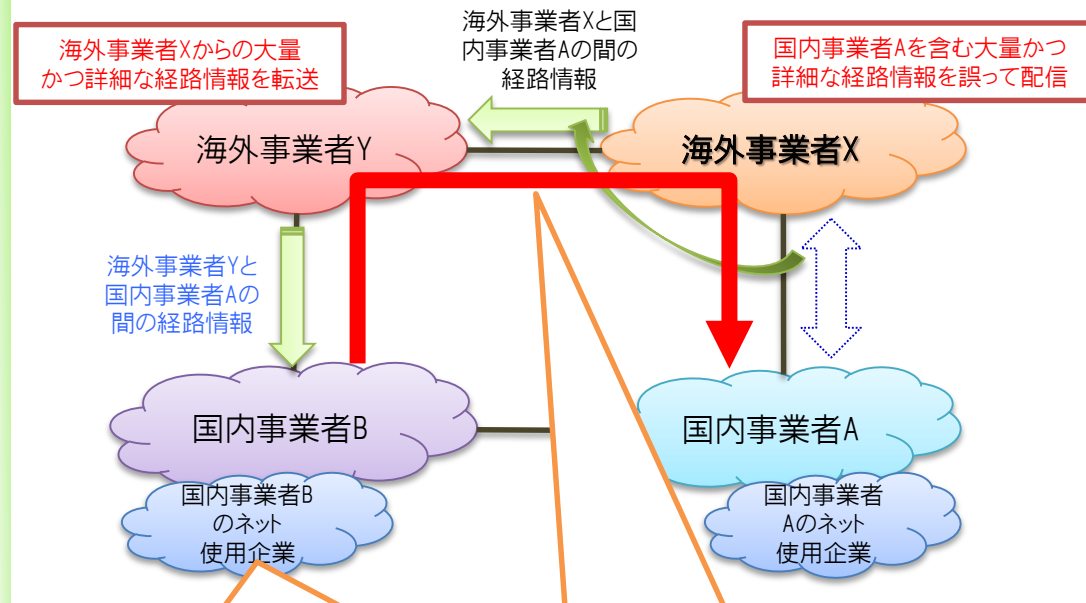 海外事業者Xからの大量
かつ詳細な経路情報を転送
海外事業者Xと国
内事業者Aの間の
経路情報
国内事業者Aを含む大量かつ
詳細な経路情報を誤って配信
海外事業者Y
海外事業者X
海外事業者Yと
国内事業者Aの
間の経路情報
国内事業者B
国内事業者A
国内事業者B
のネット
使用企業
国内事業者
Aのネット
使用企業